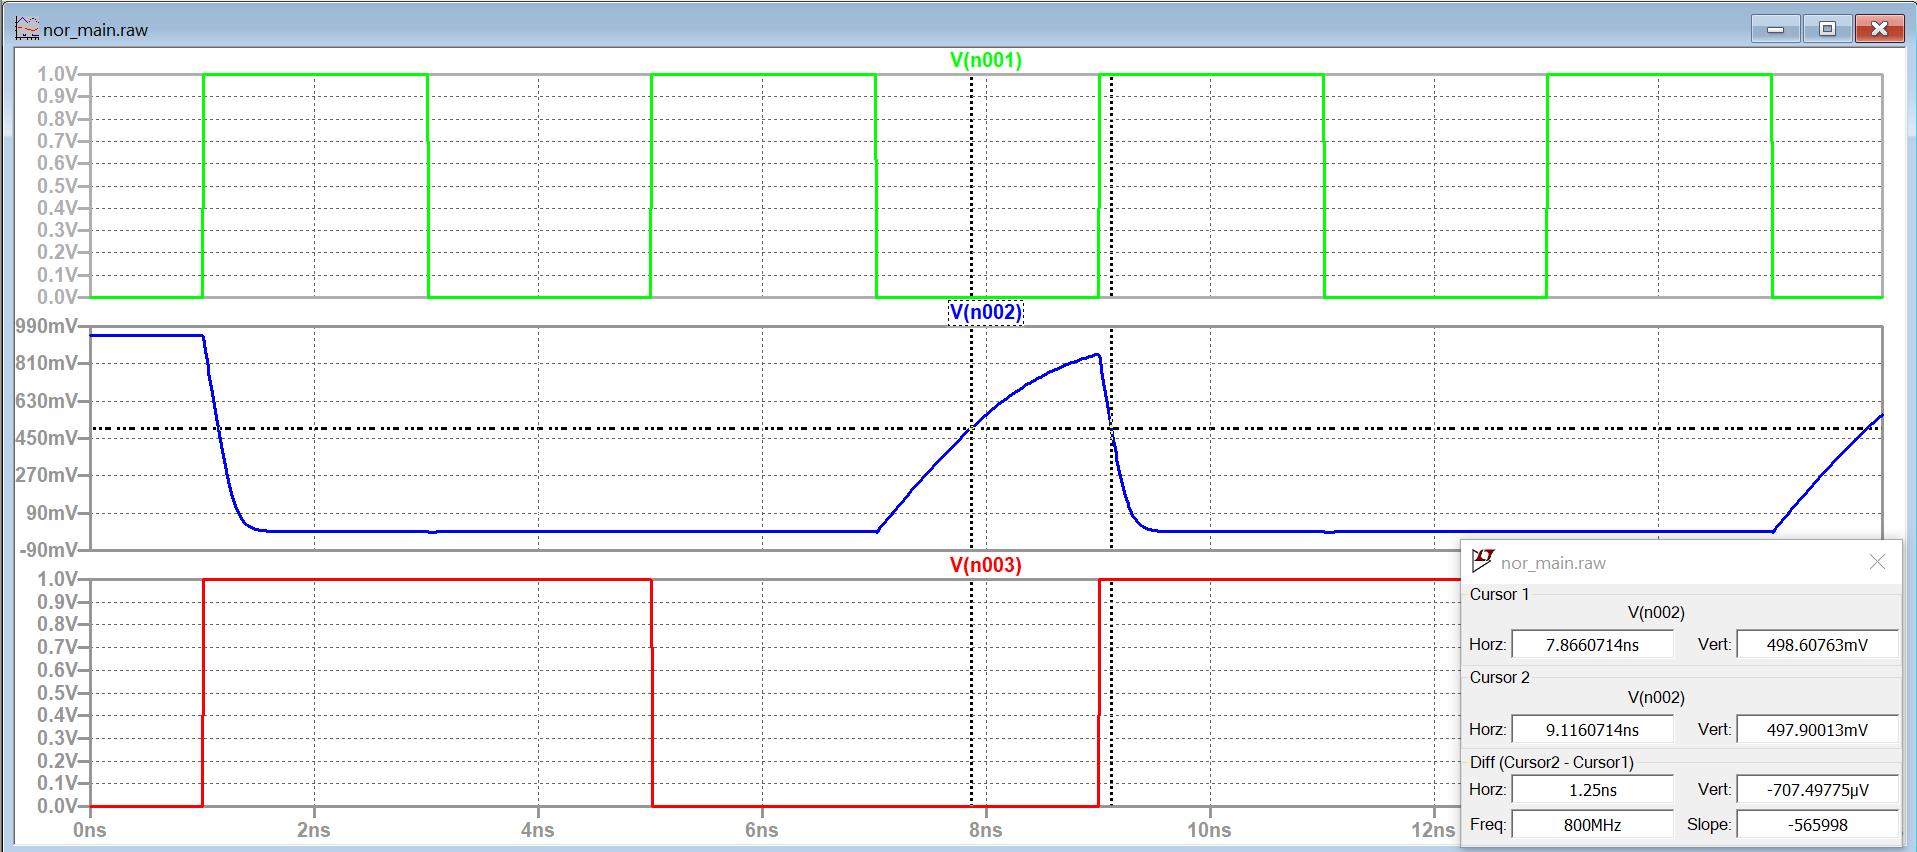 nor_main.raw
V(n001)
1.0V
0.9V
0.8V
0.7V
0.6V
0.5V
0.4V
0.3V
0.2V
0.1V
0.0V
V(n002)
990mV
810mV
630mV
450mV
270mV
90mV
-90mV
V(n003)
1.0V
0.9V
0.8V
0.7V
0.6V
0.5V
0.4V
0.3V
0.2V
0.1V
0.0V
0ns 2ns 4ns 6ns 8ns 10ns 12ns
nor_main.raw
Cursor 1
V(n002)
Horz: 7.8660714ns Vert: 498.60763mV
Cursor 2
V(n002)
Horz: 9.1160714ns Vert: 497.90013mV
Diff (Cursor2 - Cursor1)
Horz: 1.25ns Vert: -707.49775µV
Freq: 800MHz Slope: -565998